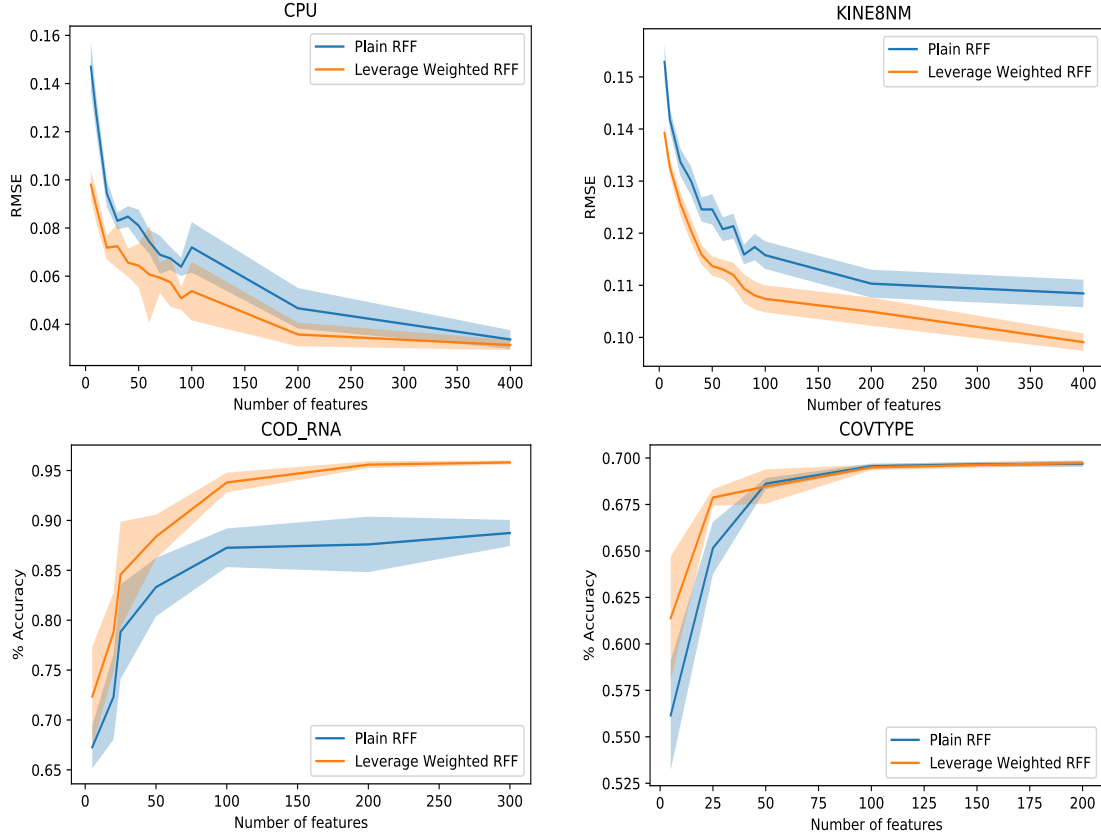 CPU
0.16
0.14
0.12
0.10
0.08
0.06
0.04
RMSE
0 50 100 150 200 250 300 350 400
Number of features
Plain RFF
Leverage Weighted RFF
KINE8NM
0.15
0.14
0.13
0.12
0.11
0.10
RMSE
0 50 100 150 200 250 300 350 400
Number of features
Plain RFF
Leverage Weighted RFF
COD_RNA
0.95
0.90
0.85
0.80
0.75
0.70
0.65
% Accuracy
0 50 100 150 200 250 300
Number of features
Plain RFF
Leverage Weighted RFF
COVTYPE
0.700
0.675
0.650
0.625
0.600
0.575
0.550
0.525
% Accuracy
0 25 50 75 100 125 150 175 200
Number of features
Plain RFF
Leverage Weighted RFF